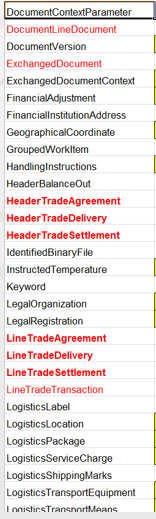 DocumentContextParameter
DocumentLineDocument
DocumentVersion
ExchangedDocument
ExchangedDocumentContext
FinancialAdjustment
FinancialInstitutionAddress
GeographicalCoordinate
GroupedWorkItem
HandlingInstructions
HeaderBalanceOut
HeaderTradeAgreement
HeaderTradeDelivery
HeaderTradeSettlement
IdentifiedBinaryFile
InstructedTemperature
Keyword
LegalOrganization
LegalRegistration
LineTradeAgreement
LineTradeDelivery
LineTradeSettlement
LineTradeTransaction
LogisticsLabel
LogisticsLocation
LogisticsPackage
LogisticsServiceCharge
LogisticsShippingMarks
LogisticsTransportEquipment
LogisticsTransportMeans